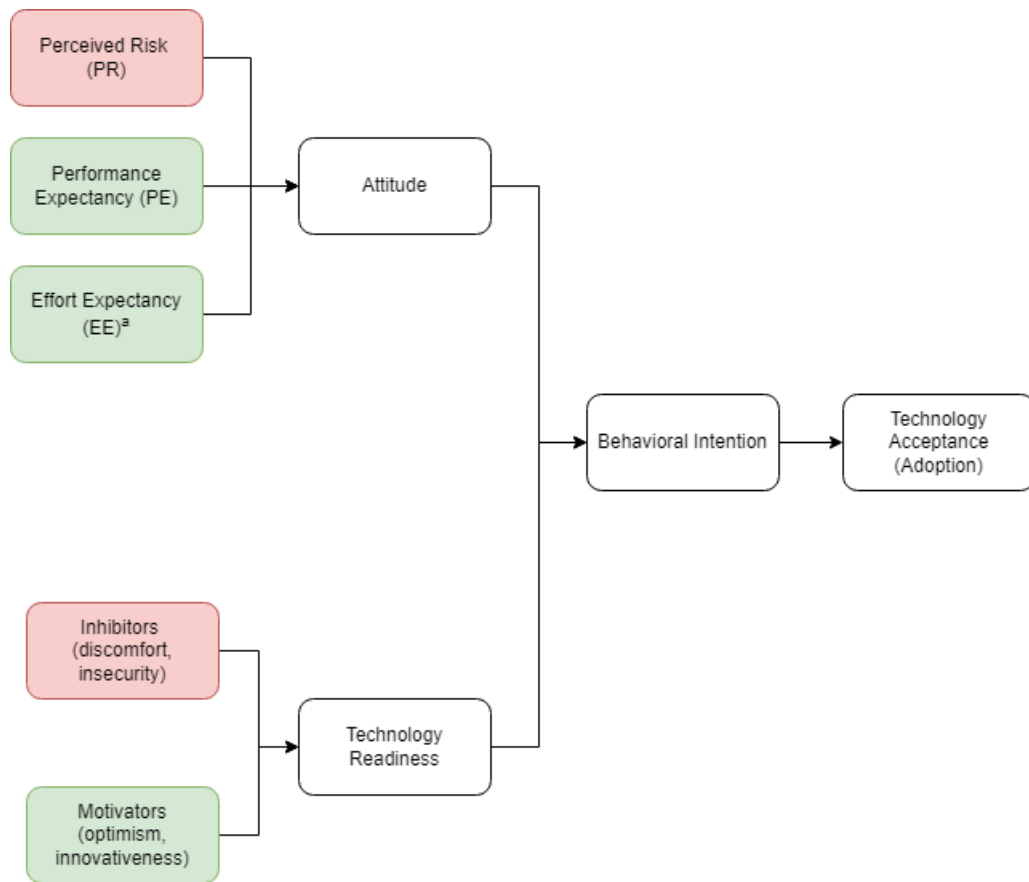 Perceived Risk
(PR)
Performance
Expectancy (PE)
Effort Expectancy
(EE)ª
Attitude
Behavioral Intention
Technology
Acceptance
(Adoption)
Inhibitors
(discomfort,
insecurity)
Motivators
(optimism,
innovativeness)
Technology
Readiness